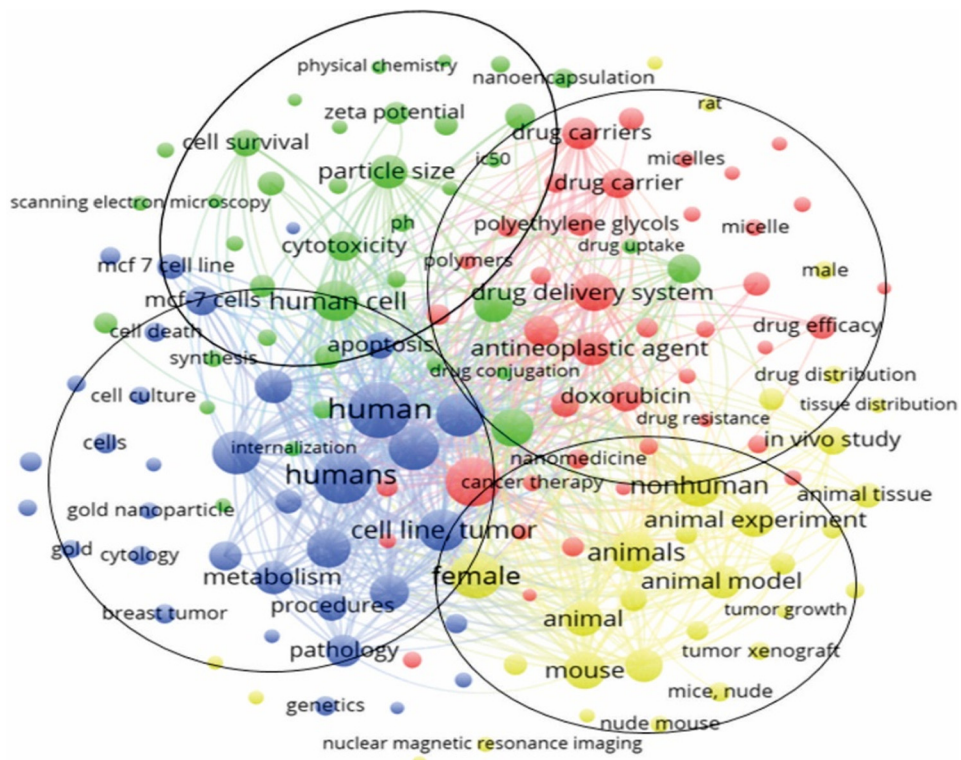 physical chemistry
nanoencapsulation
rat
zeta potential
drug carriers
cell survival
ic50
micelles
particle size
drug carrier
scanning electron microscopy
ph
polyethylene glycols
micelle
cytotoxicity
drug uptake
polymers
mcf 7 cell line
male
mcf-7 cells
human cell
drug delivery system
cell death
drug efficacy
apoptosis
antineoplastic agent
synthesis
drug conjugation
drug distribution
cell culture
human
doxorubicin
tissue distribution
drug resistance
cells
in vivo study
internalization
nanomedicine
humans
cancer therapy
nonhuman
animal tissue
gold nanoparticle
cell line, tumor
animal experiment
gold
cytology
animals
metabolism
female
animal model
procedures
breast tumor
animal
tumor growth
pathology
tumor xenograft
mouse
mice, nude
genetics
nude mouse
nuclear magnetic resonance imaging